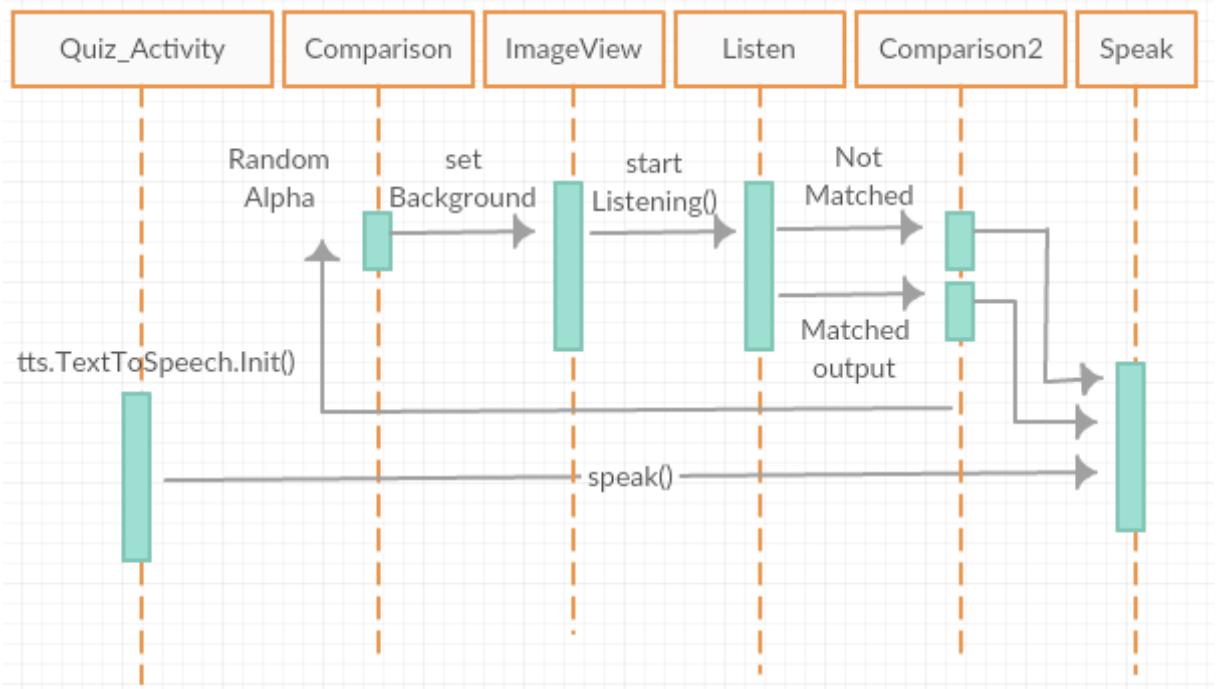 Quiz_Activity
Comparison
ImageView
Listen
Comparison2
Speak
Random
Alpha
set
Background
start
Listening()
Not
Matched
Matched
output
tts.TextToSpeech.Init()
speak()